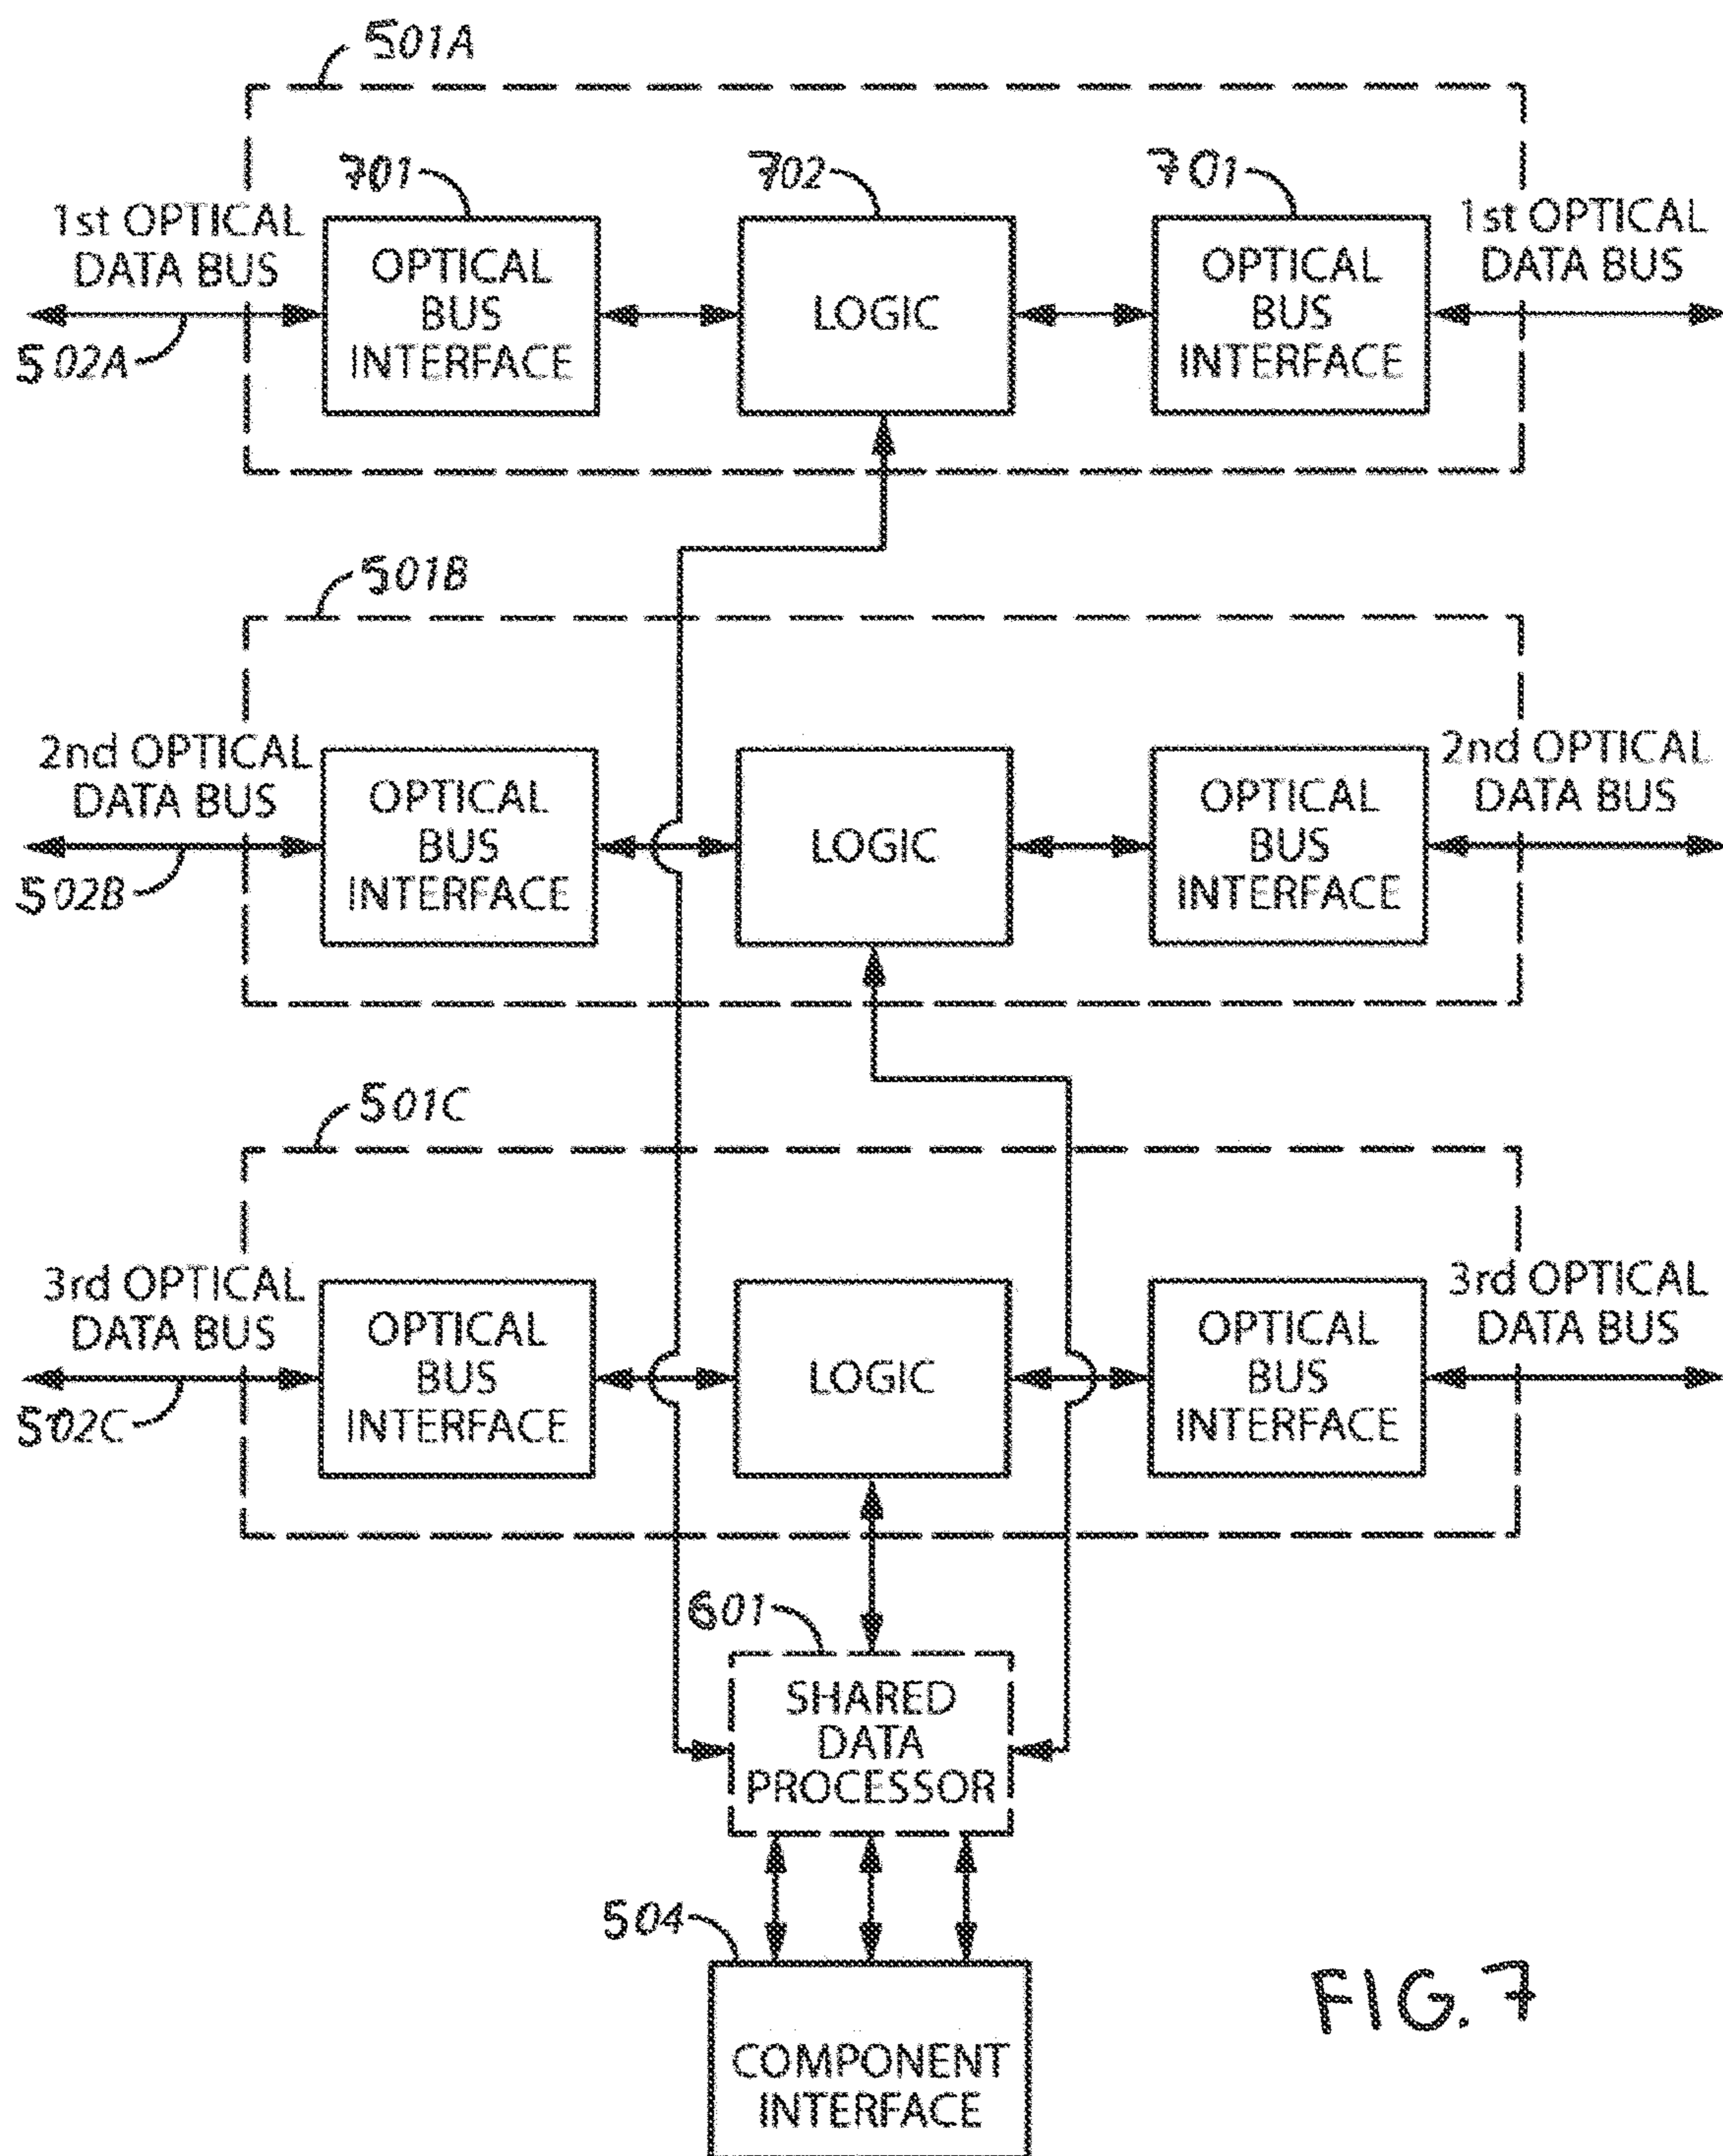 501A
701
702
701
1st OPTICAL
DATA BUS
OPTICAL
BUS
INTERFACE
LOGIC
OPTICAL
BUS
INTERFACE
1st OPTICAL
DATA BUS
502A
501B
2nd OPTICAL
DATA BUS
OPTICAL
BUS
INTERFACE
LOGIC
OPTICAL
BUS
INTERFACE
2nd OPTICAL
DATA BUS
502B
501C
3rd OPTICAL
DATA BUS
OPTICAL
BUS
INTERFACE
LOGIC
OPTICAL
BUS
INTERFACE
3rd OPTICAL
DATA BUS
502C
601
SHARED
DATA
PROCESSOR
504
COMPONENT
INTERFACE
FIG. 7